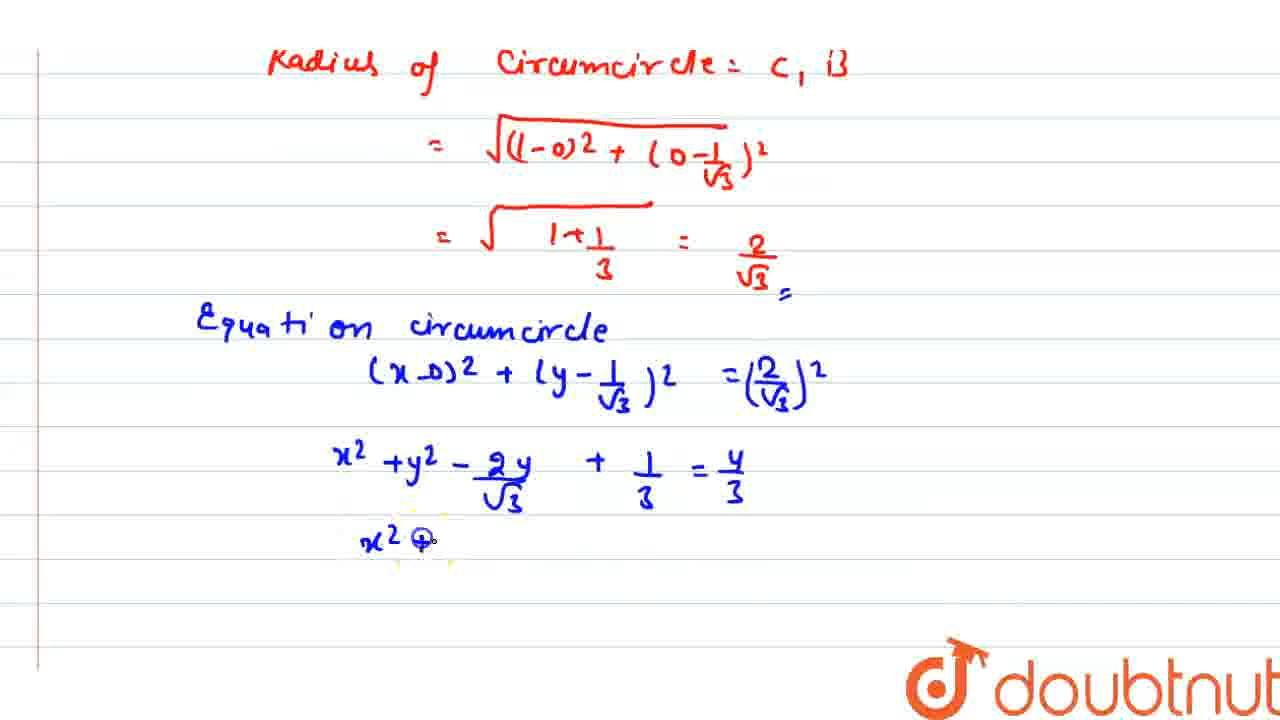 Radius of Circumcircle = C, B
= √((1-0)² + (0-1/√3)²
= √1+1/3 = 2/√3 =
Equation circumcircle
(x-0)² + (y-1/√3)² = (2/√3)²
x² + y² - 2y/√3 + 1/3 = 4/3
x² +
doubtnut